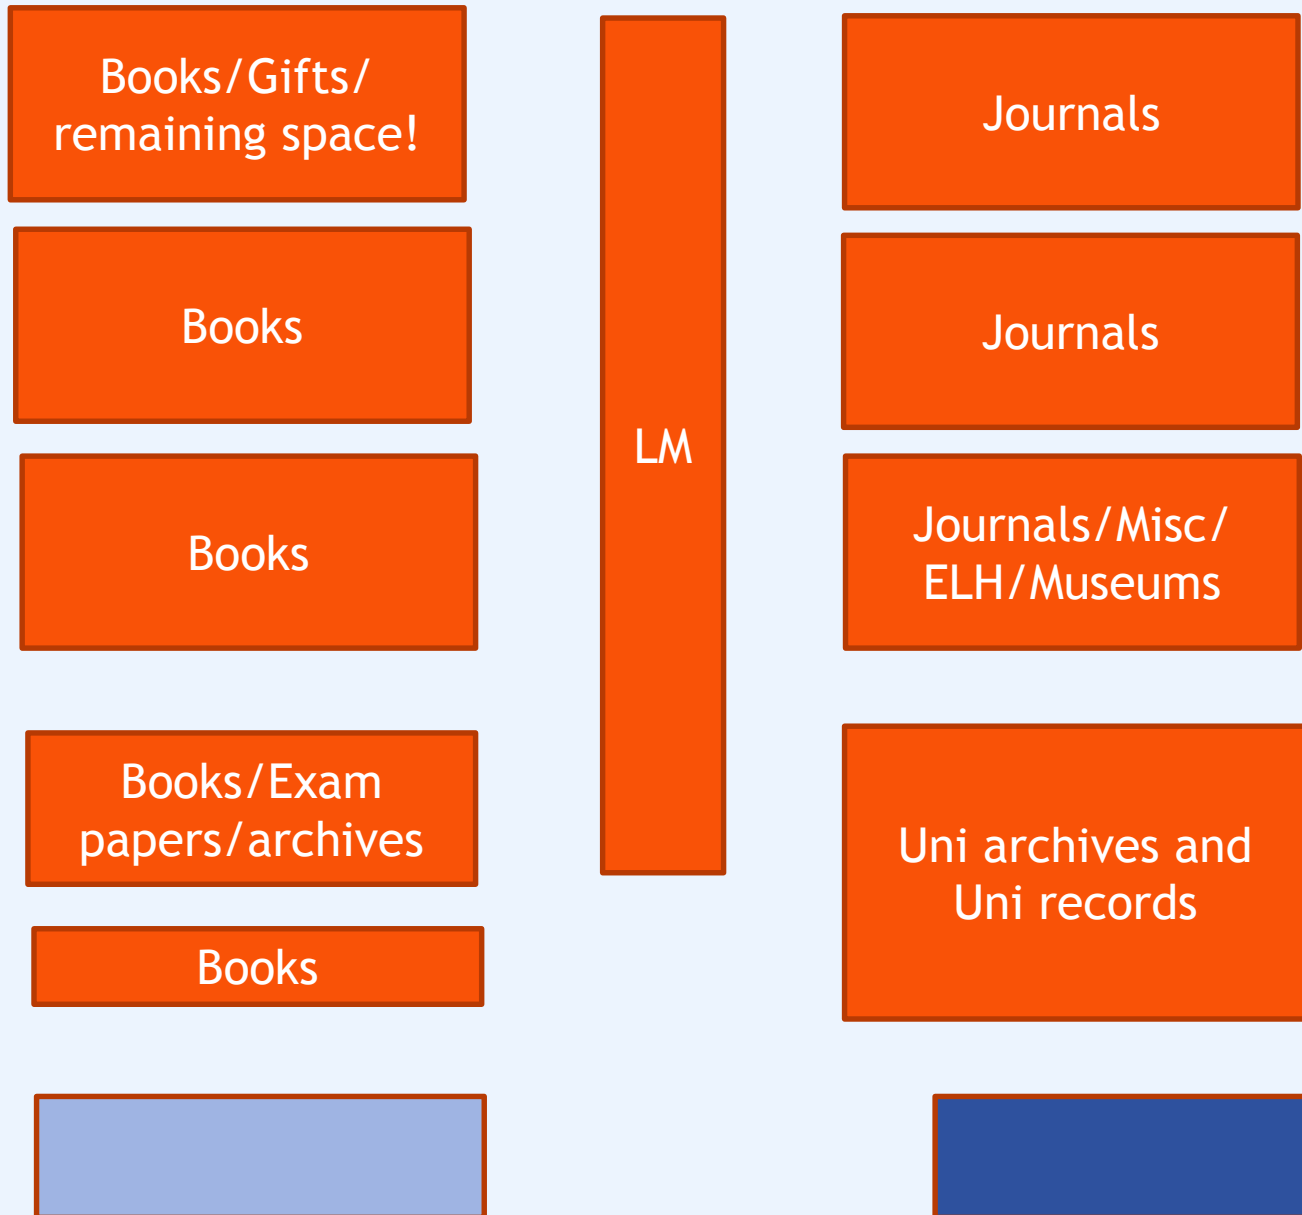 Books/Gifts/
remaining space!
Books
Books
Books/Exam
papers/archives
Books
LM
Journals
Journals
Journals/Misc/
ELH/Museums
Uni archives and
Uni records